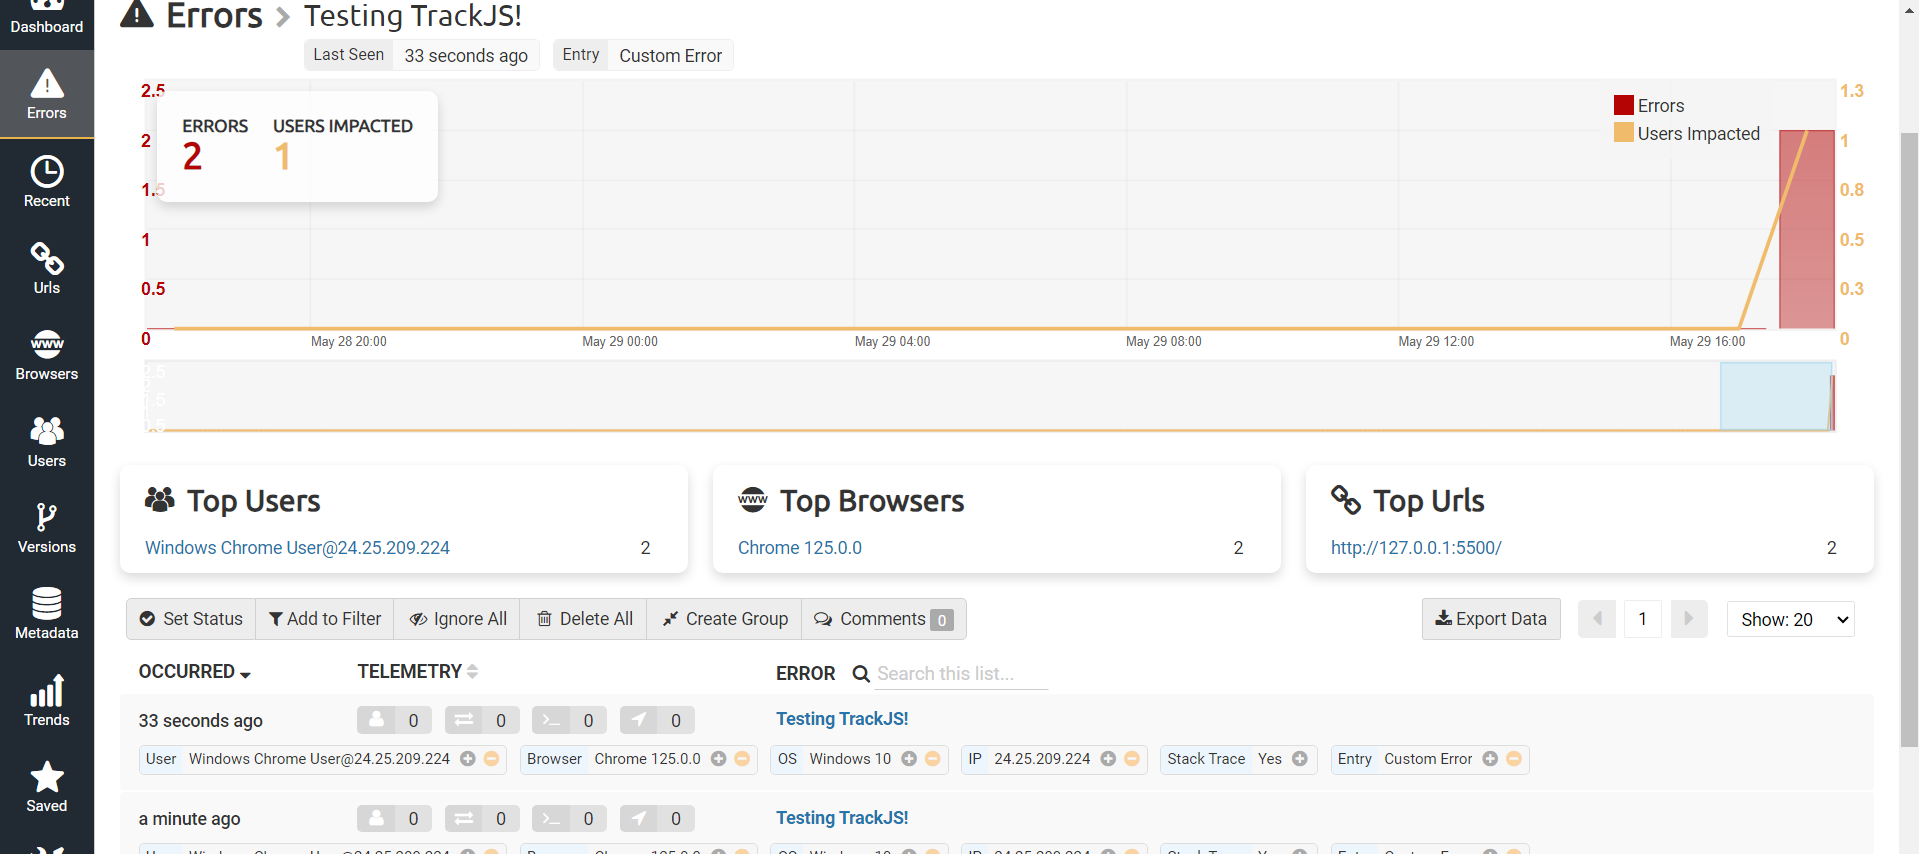 Dashboard
Errors
Recent
Urls
Browsers
Users
Versions
Metadata
Trends
Saved
Errors > Testing TrackJS!
Last Seen 33 seconds ago Entry Custom Error
2.5 1.3
ERRORS USERS IMPACTED
2 1
Errors
Users Impacted
2 1
1.5 0.8
1 0.5
0.5 0.3
0 0
May 28 20:00 May 29 00:00 May 29 04:00 May 29 08:00 May 29 12:00 May 29 16:00
Top Users
Windows Chrome User@24.25.209.224 2
Top Browsers
Chrome 125.0.0 2
Top Urls
http://127.0.0.1:5500/ 2
Set Status Add to Filter Ignore All Delete All Create Group Comments 0 Export Data 1 Show: 20
OCCURRED TELEMETRY ERROR Search this list...
33 seconds ago 0 0 0 0 Testing TrackJS!
User Windows Chrome User@24.25.209.224 Browser Chrome 125.0.0 OS Windows 10 IP 24.25.209.224 Stack Trace Yes Entry Custom Error
a minute ago 0 0 0 0 Testing TrackJS!